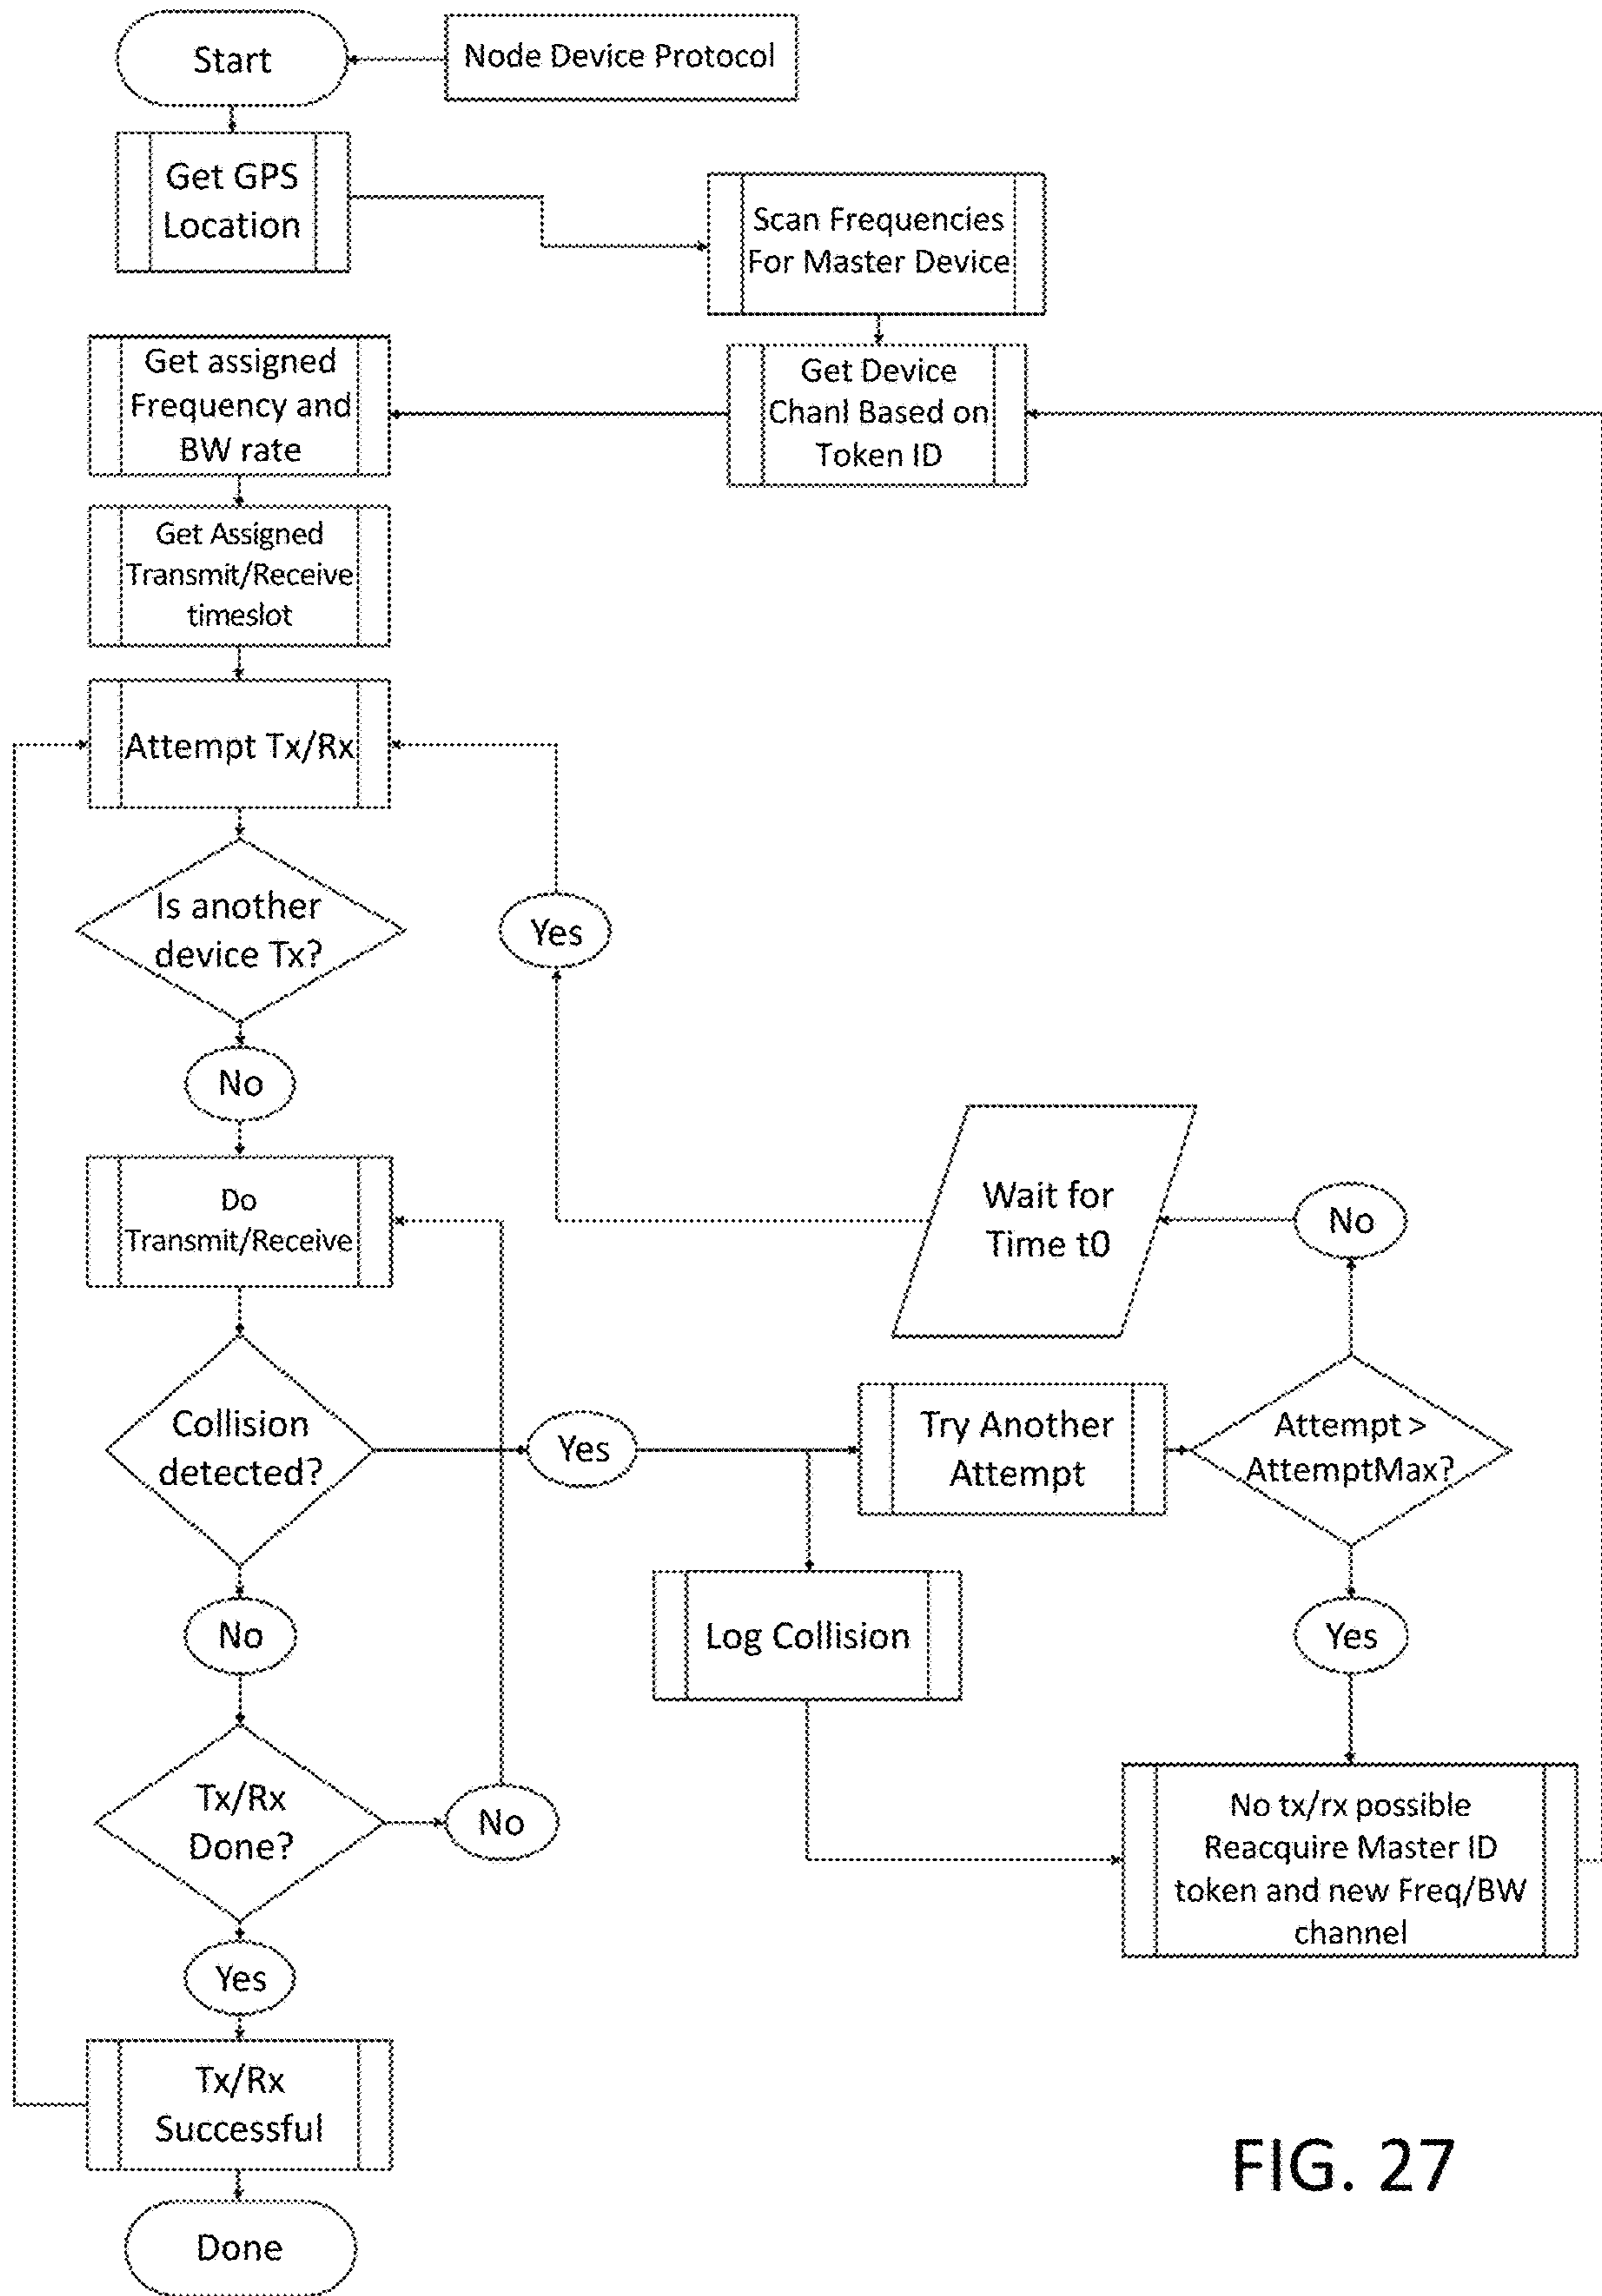 Start
Node Device Protocol
Get GPS
Location
Scan Frequencies
For Master Device
Get assigned
Frequency and
BW rate
Get Device
Chanl Based on
Token ID
Get Assigned
Transmit/Receive
timeslot
Attempt Tx/Rx
Is another
device Tx?
Yes
No
Do
Transmit/Receive
Wait for
Time t0
No
Collision
detected?
Yes
Try Another
Attempt
Attempt >
AttemptMax?
No
Log Collision
Yes
Tx/Rx
Done?
No
No tx/rx possible
Reacquire Master ID
token and new Freq/BW
channel
Yes
Tx/Rx
Successful
Done
FIG. 27